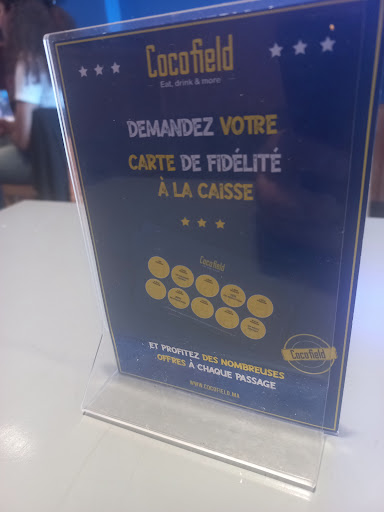 Cocofield
Eat, drink & more
DEMANDEZ VOTRE
CARTE DE FIDÉLITÉ
À LA CAISSE
Cocofield
Cocofield
ET PROFITEZ DES NOMBREUSES
OFFRES À CHAQUE PASSAGE
WWW.COCOFIELD.MA